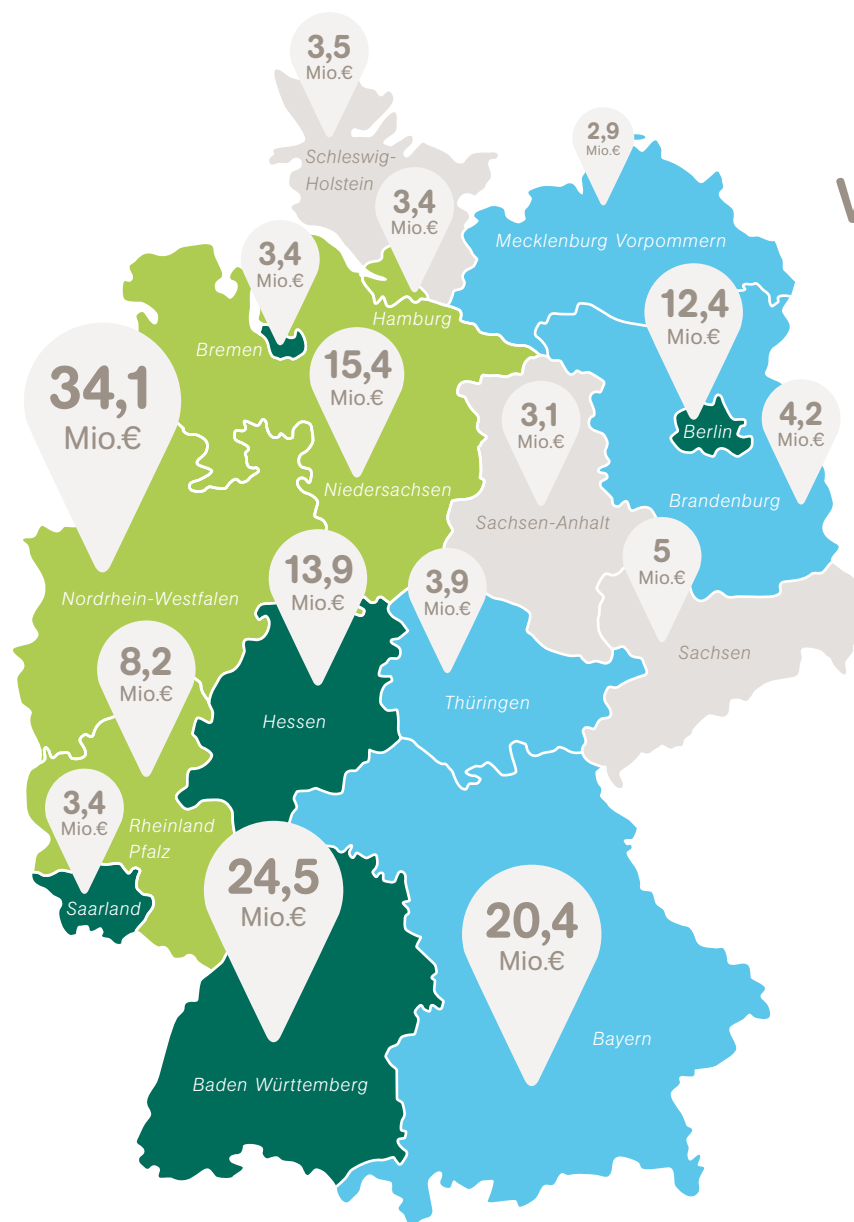 3,5
Mio.€
Schleswig-
Holstein
2,9
Mio.€
Mecklenburg Vorpommern
3,4
Mio.€
Hamburg
3,4
Mio.€
Bremen
12,4
Mio.€
Berlin
34,1
Mio.€
Nordrhein-Westfalen
15,4
Mio.€
Niedersachsen
3,1
Mio.€
Sachsen-Anhalt
4,2
Mio.€
Brandenburg
5
Mio.€
Sachsen
13,9
Mio.€
Hessen
3,9
Mio.€
Thüringen
8,2
Mio.€
Rheinland
Pfalz
3,4
Mio.€
Saarland
24,5
Mio.€
Baden Württemberg
20,4
Mio.€
Bayern